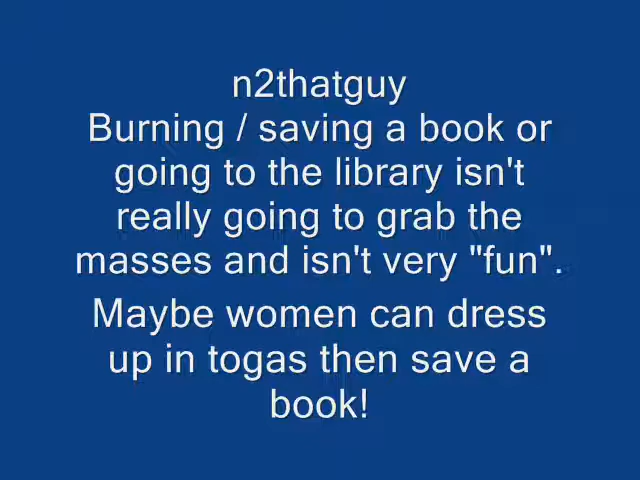 n2thatguy
Burning / saving a book or
going to the library isn't
really going to grab the
masses and isn't very "fun".
Maybe women can dress
up in togas then save a
book!